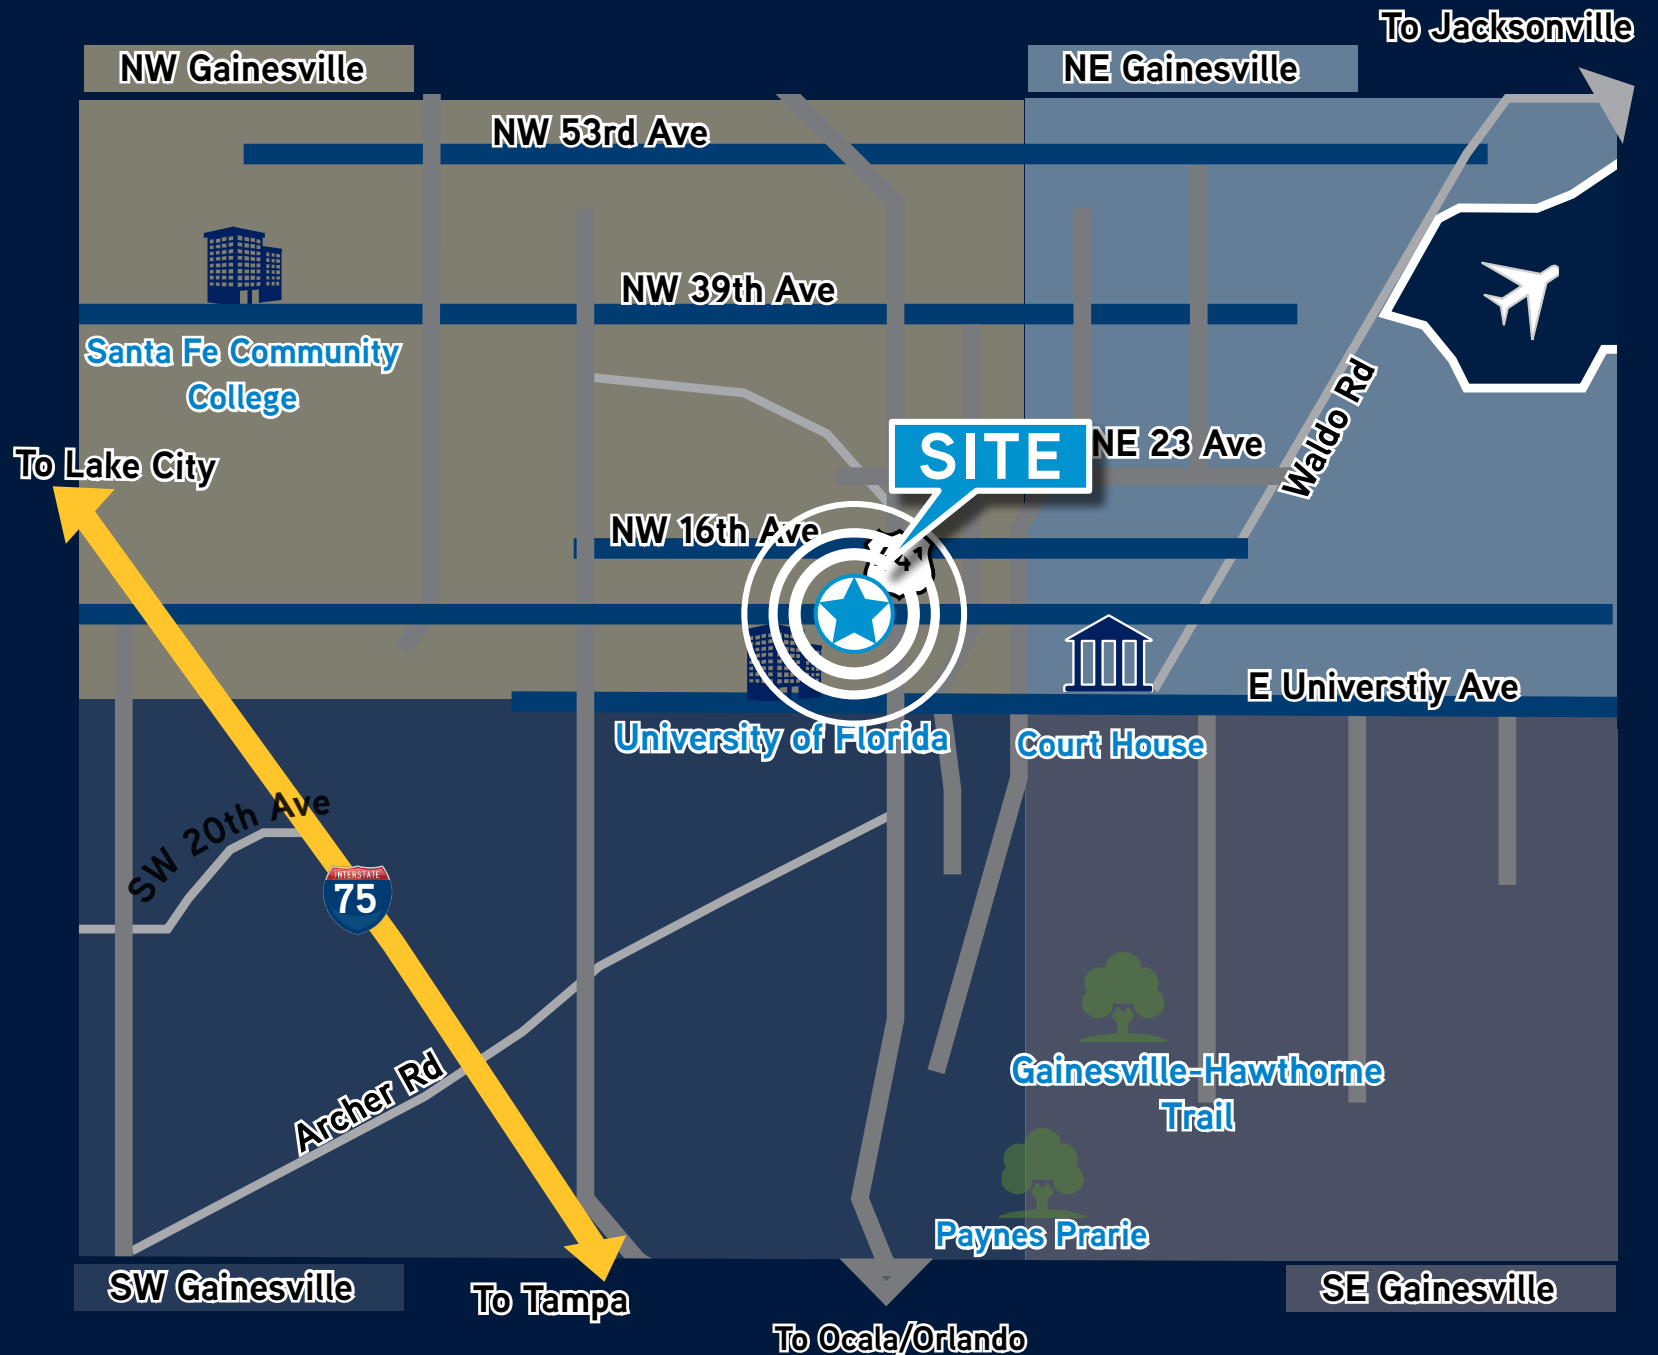 To Jacksonville
NW Gainesville
NE Gainesville
NW 53rd Ave
NW 39th Ave
Santa Fe Community
College
Waldo Rd
NE 23 Ave
SITE
To Lake City
NW 16th Ave
E Universtiy Ave
University of Florida
Court House
SW 20th Ave
INTERSTATE
75
Archer Rd
Gainesville-Hawthorne
Trail
Paynes Prarie
SW Gainesville
To Tampa
SE Gainesville
To Ocala/Orlando